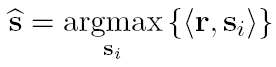 ŝ = argmax {⟨r, sᵢ⟩}
sᵢ